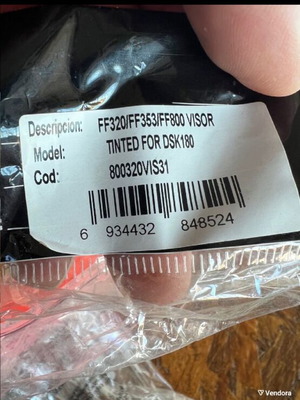 Descripcion: FF320/FF353/FF800 VISOR
Model: TINTED FOR DSK180
Cod: 800320VIS31
6 934432 848524
Vendora